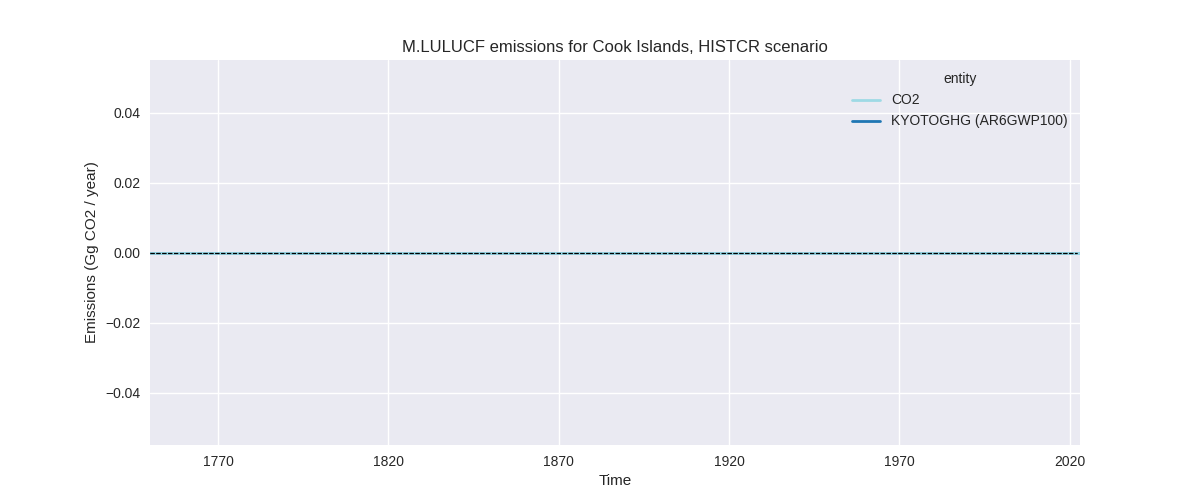 M.LULUCF emissions for Cook Islands, HISTCR scenario
entity
CO2
KYOTOGHG (AR6GWP100)
Emissions (Gg CO2 / year)
0.04
0.02
0.00
−0.02
−0.04
1770 1820 1870 1920 1970 2020
Time